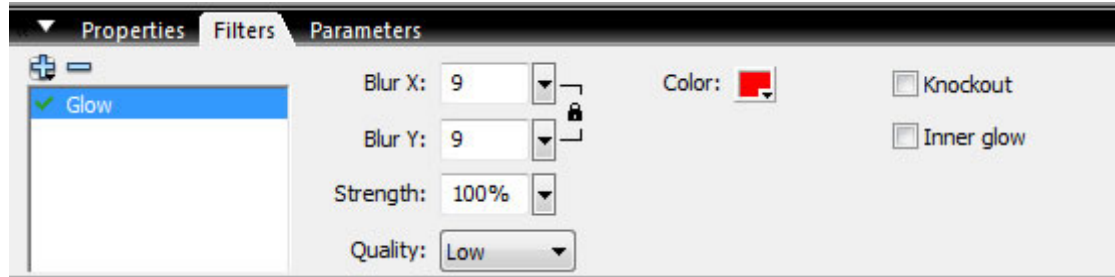 Properties Filters Parameters
Glow
Blur X: 9
Blur Y: 9
Strength: 100%
Quality: Low
Color:
Knockout
Inner glow